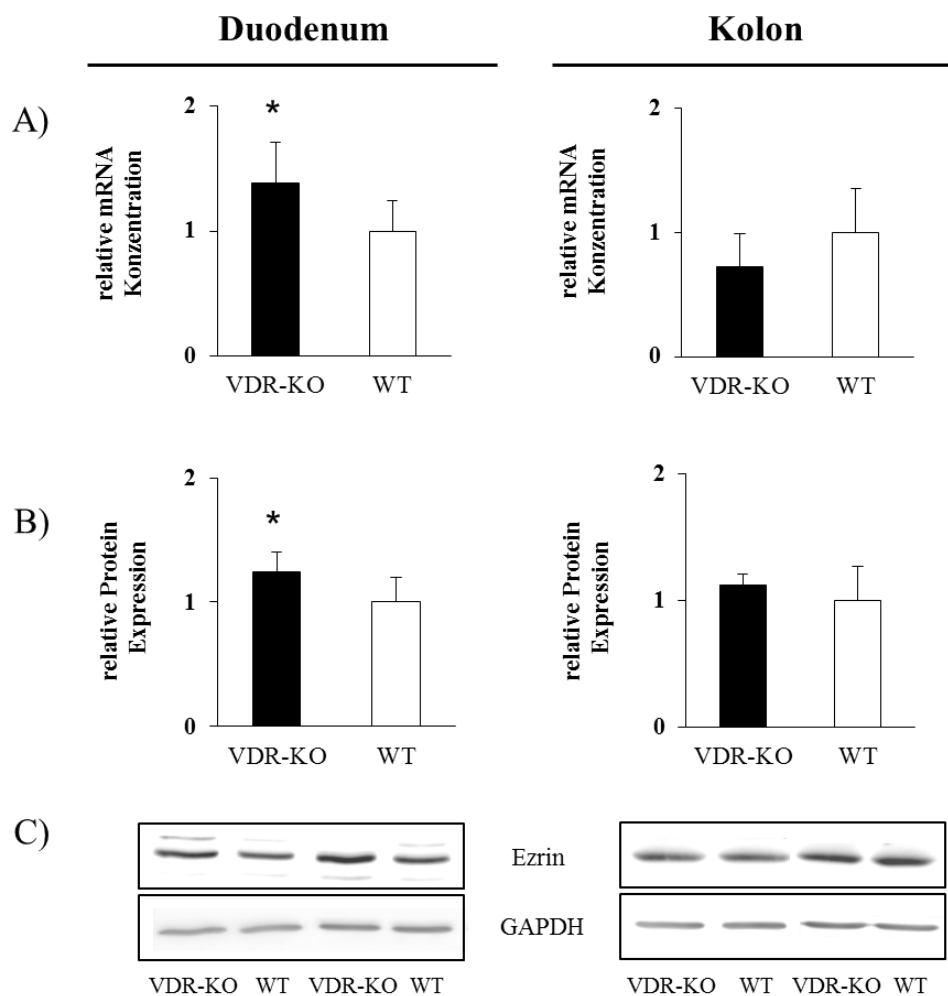 Duodenum
Kolon
A)
relative mRNA
Konzentration
2
1
0
*
VDR-KO
WT
relative mRNA
Konzentration
2
1
0
VDR-KO
WT
B)
relative Protein
Expression
2
1
0
*
VDR-KO
WT
relative Protein
Expression
2
1
0
VDR-KO
WT
C)
Ezrin
GAPDH
VDR-KO WT VDR-KO WT
VDR-KO WT VDR-KO WT